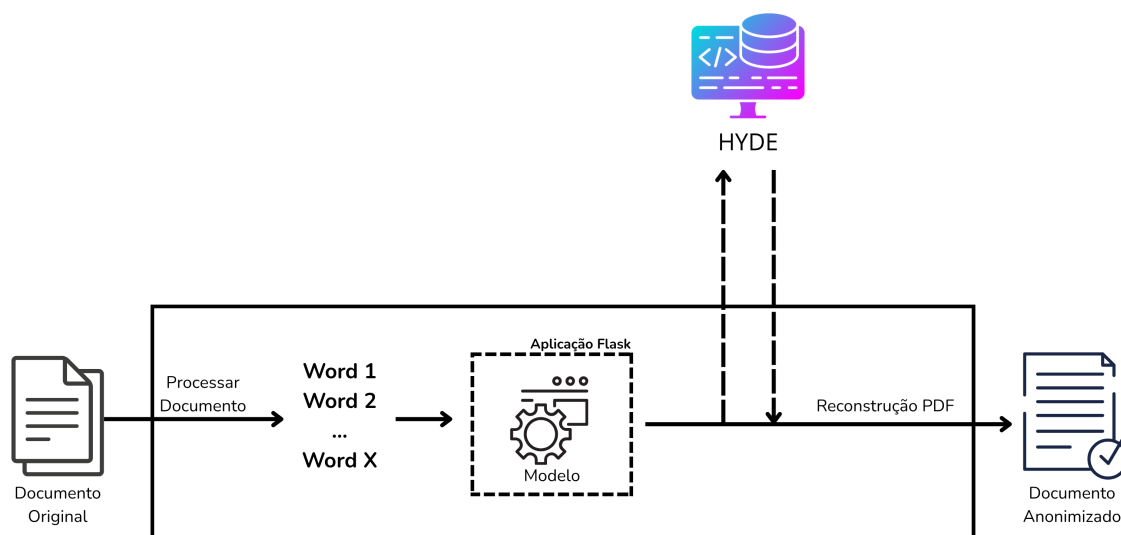 HYDE
Aplicação Flask
Processar
Documento
Word 1
Word 2
...
Word X
Modelo
Reconstrução PDF
Documento
Original
Documento
Anonimizado